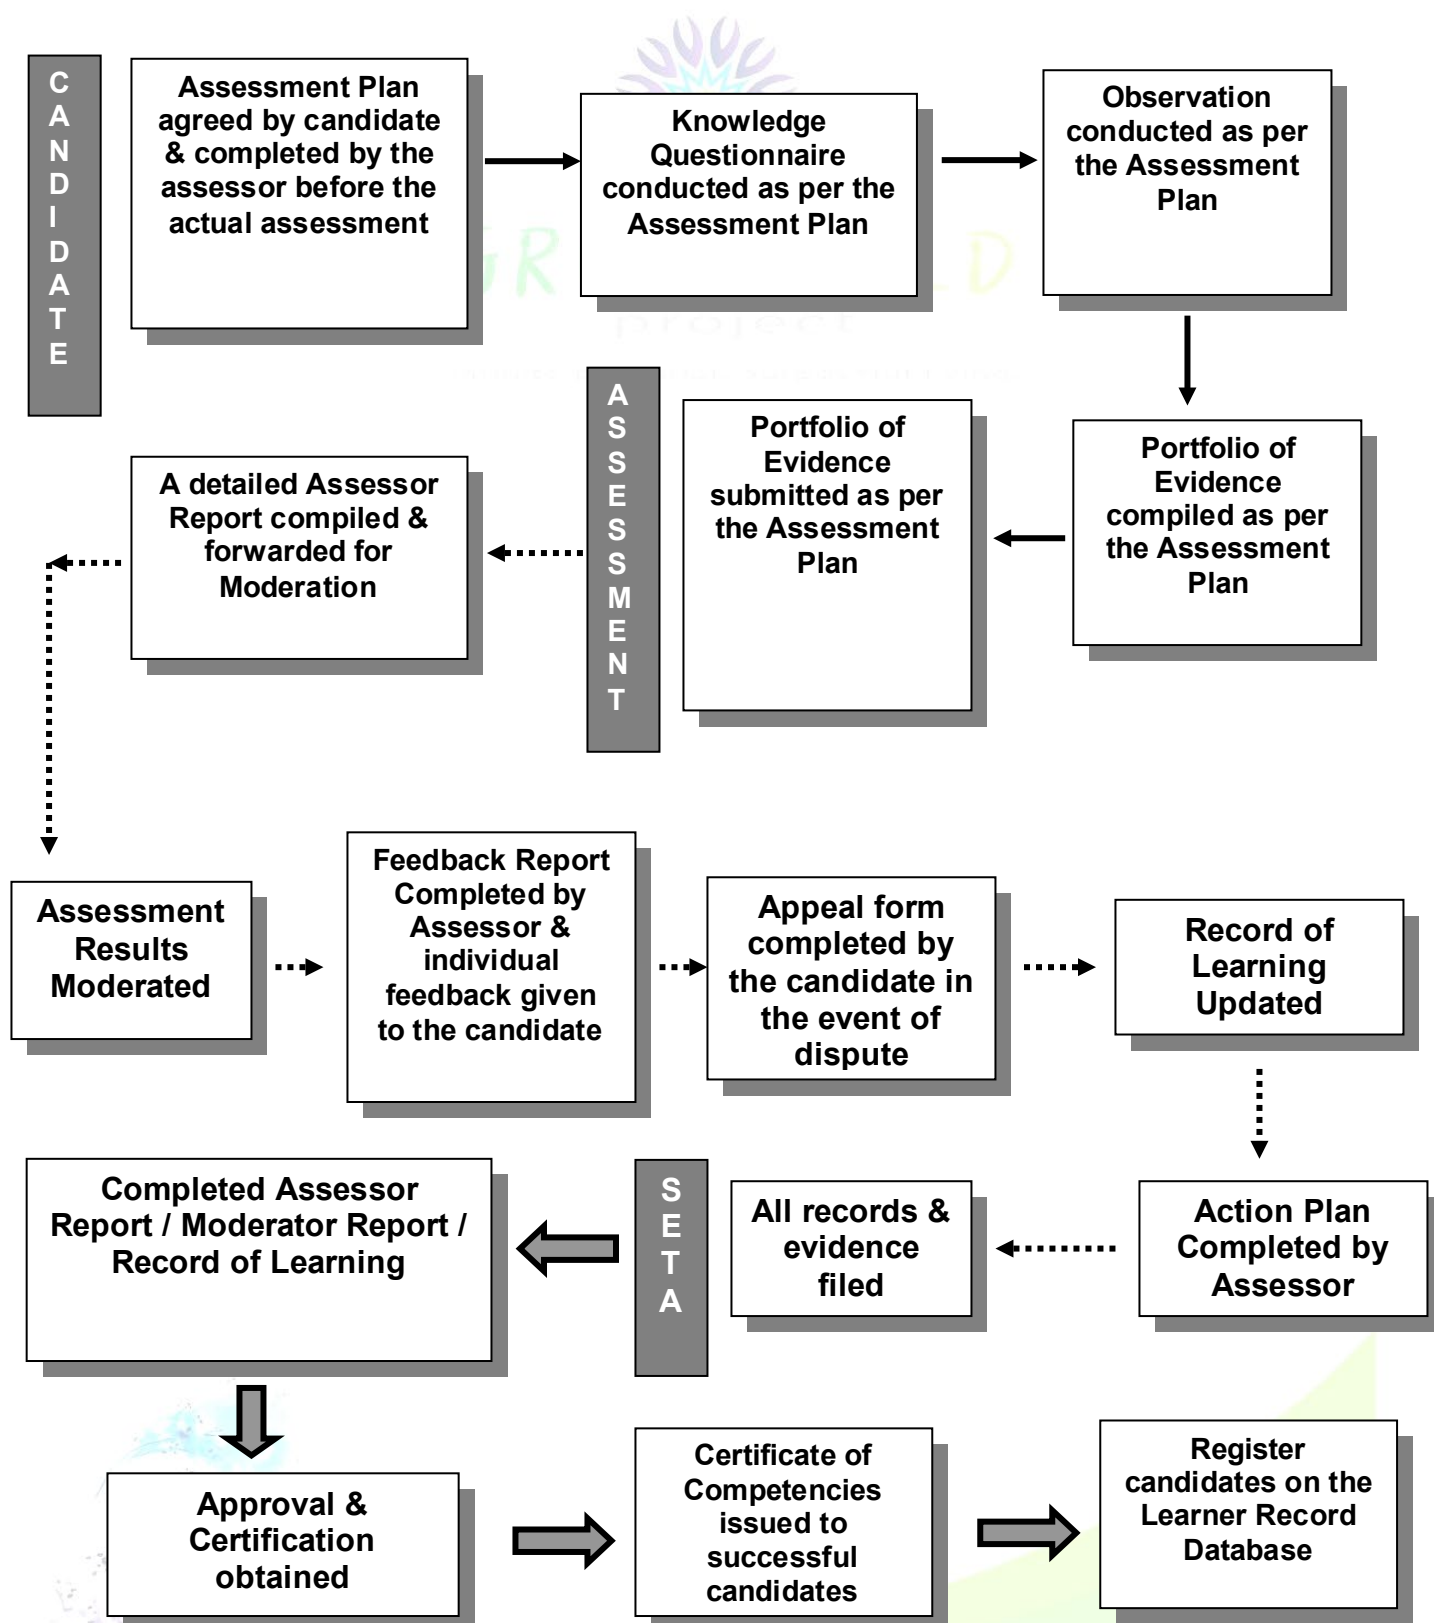 CANDIDATE
Assessment Plan
agreed by candidate
& completed by the
assessor before the
actual assessment
Knowledge
Questionnaire
conducted as per the
Assessment Plan
Observation
conducted as per
the Assessment
Plan
Portfolio of
Evidence
compiled as per
the Assessment
Plan
Portfolio of
Evidence
submitted as per
the Assessment
Plan
ASSESSMENT
A detailed Assessor
Report compiled &
forwarded for
Moderation
Assessment
Results
Moderated
Feedback Report
Completed by
Assessor &
individual
feedback given
to the candidate
Appeal form
completed by
the candidate in
the event of
dispute
Record of
Learning
Updated
Action Plan
Completed by
Assessor
All records &
evidence
filed
SETA
Completed Assessor
Report / Moderator Report /
Record of Learning
Approval &
Certification
obtained
Certificate of
Competencies
issued to
successful
candidates
Register
candidates on the
Learner Record
Database
project